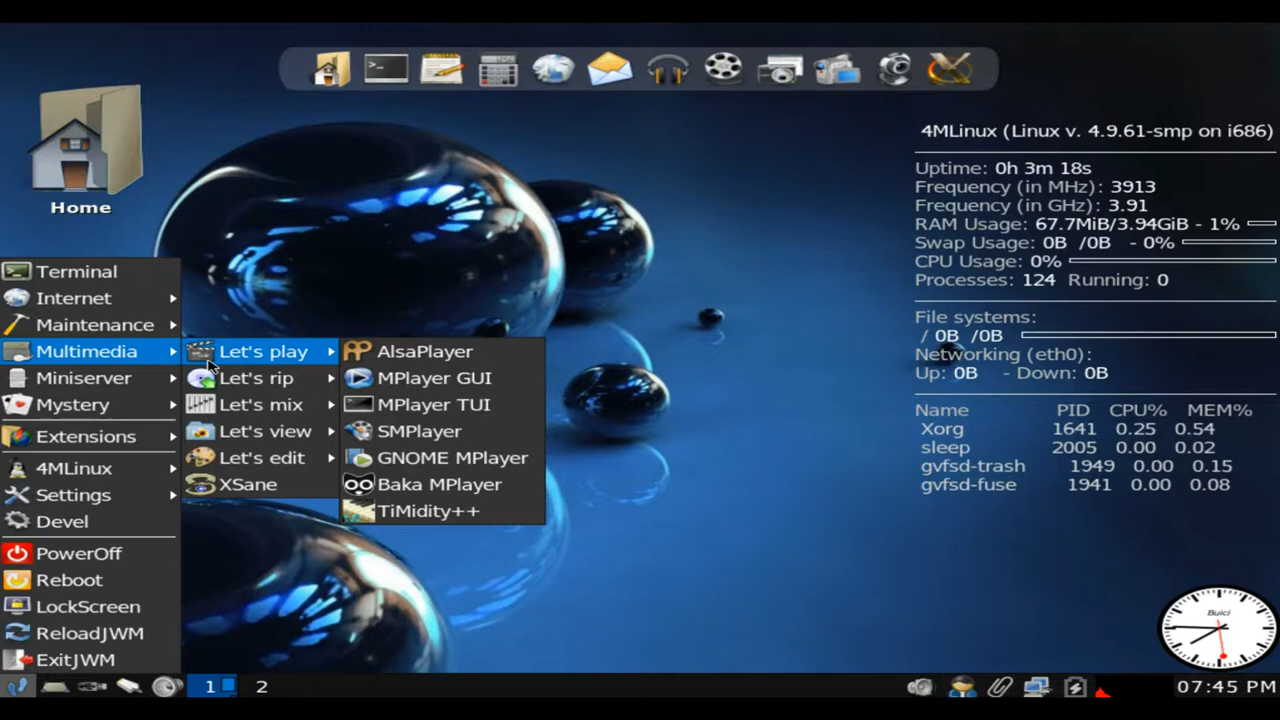 Home
4MLinux (Linux v. 4.9.61-smp on i686)
Uptime: 0h 3m 18s
Frequency (in MHz): 3913
Frequency (in GHz): 3.91
RAM Usage: 67.7MiB/3.94GiB - 1%
Swap Usage: 0B /0B - 0%
CPU Usage: 0%
Processes: 124 Running: 0
File systems:
/ 0B /0B
Networking (eth0):
Up: 0B - Down: 0B
Name PID CPU% MEM%
Xorg 1641 0.25 0.54
sleep 2005 0.00 0.02
gvfsd-trash 1949 0.00 0.15
gvfsd-fuse 1941 0.00 0.08
Terminal
Internet
Maintenance
Multimedia
Miniserver
Mystery
Extensions
4MLinux
Settings
Devel
PowerOff
Reboot
LockScreen
ReloadJWM
ExitJWM
Let's play
Let's rip
Let's mix
Let's view
Let's edit
XSane
AlsaPlayer
MPlayer GUI
MPlayer TUI
SMPlayer
GNOME MPlayer
Baka MPlayer
TiMidity++
Buici
1 2
07:45 PM